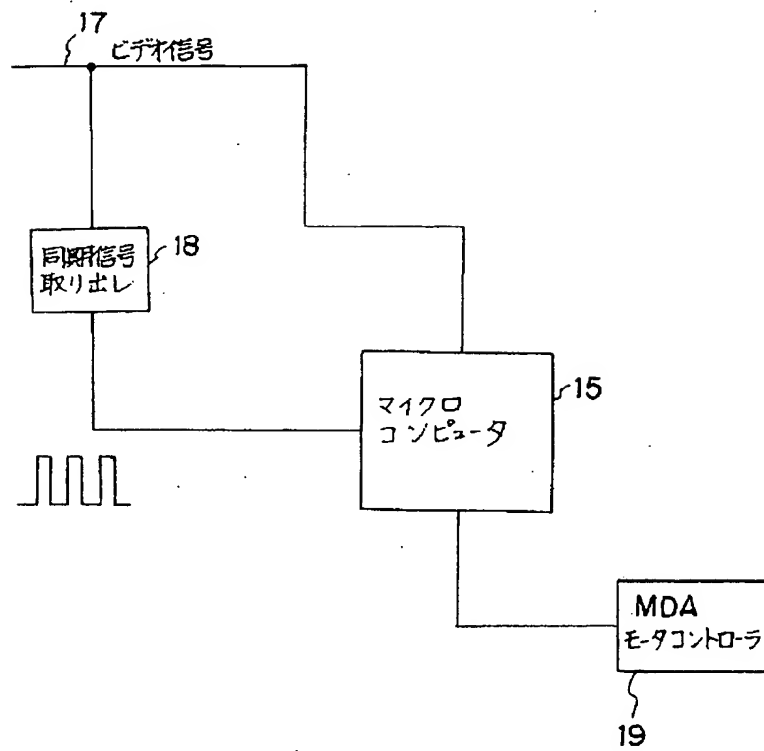 17
ビデオ信号
同期信号
取り出し
18
マイクロ
コンピュータ
15
MDA
モータコントローラ
19